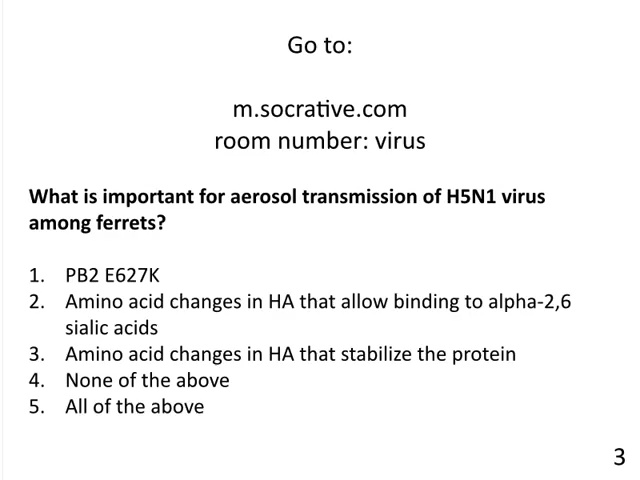 Go to:
m.socrative.com
room number: virus
What is important for aerosol transmission of H5N1 virus
among ferrets?
1. PB2 E627K
2. Amino acid changes in HA that allow binding to alpha-2,6
sialic acids
3. Amino acid changes in HA that stabilize the protein
4. None of the above
5. All of the above
3